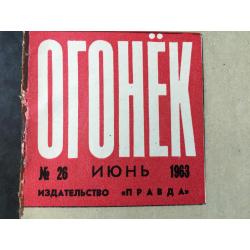 ОГОНЁК
№ 26 ИЮНЬ 1963
ИЗДАТЕЛЬСТВО «ПРАВДА»